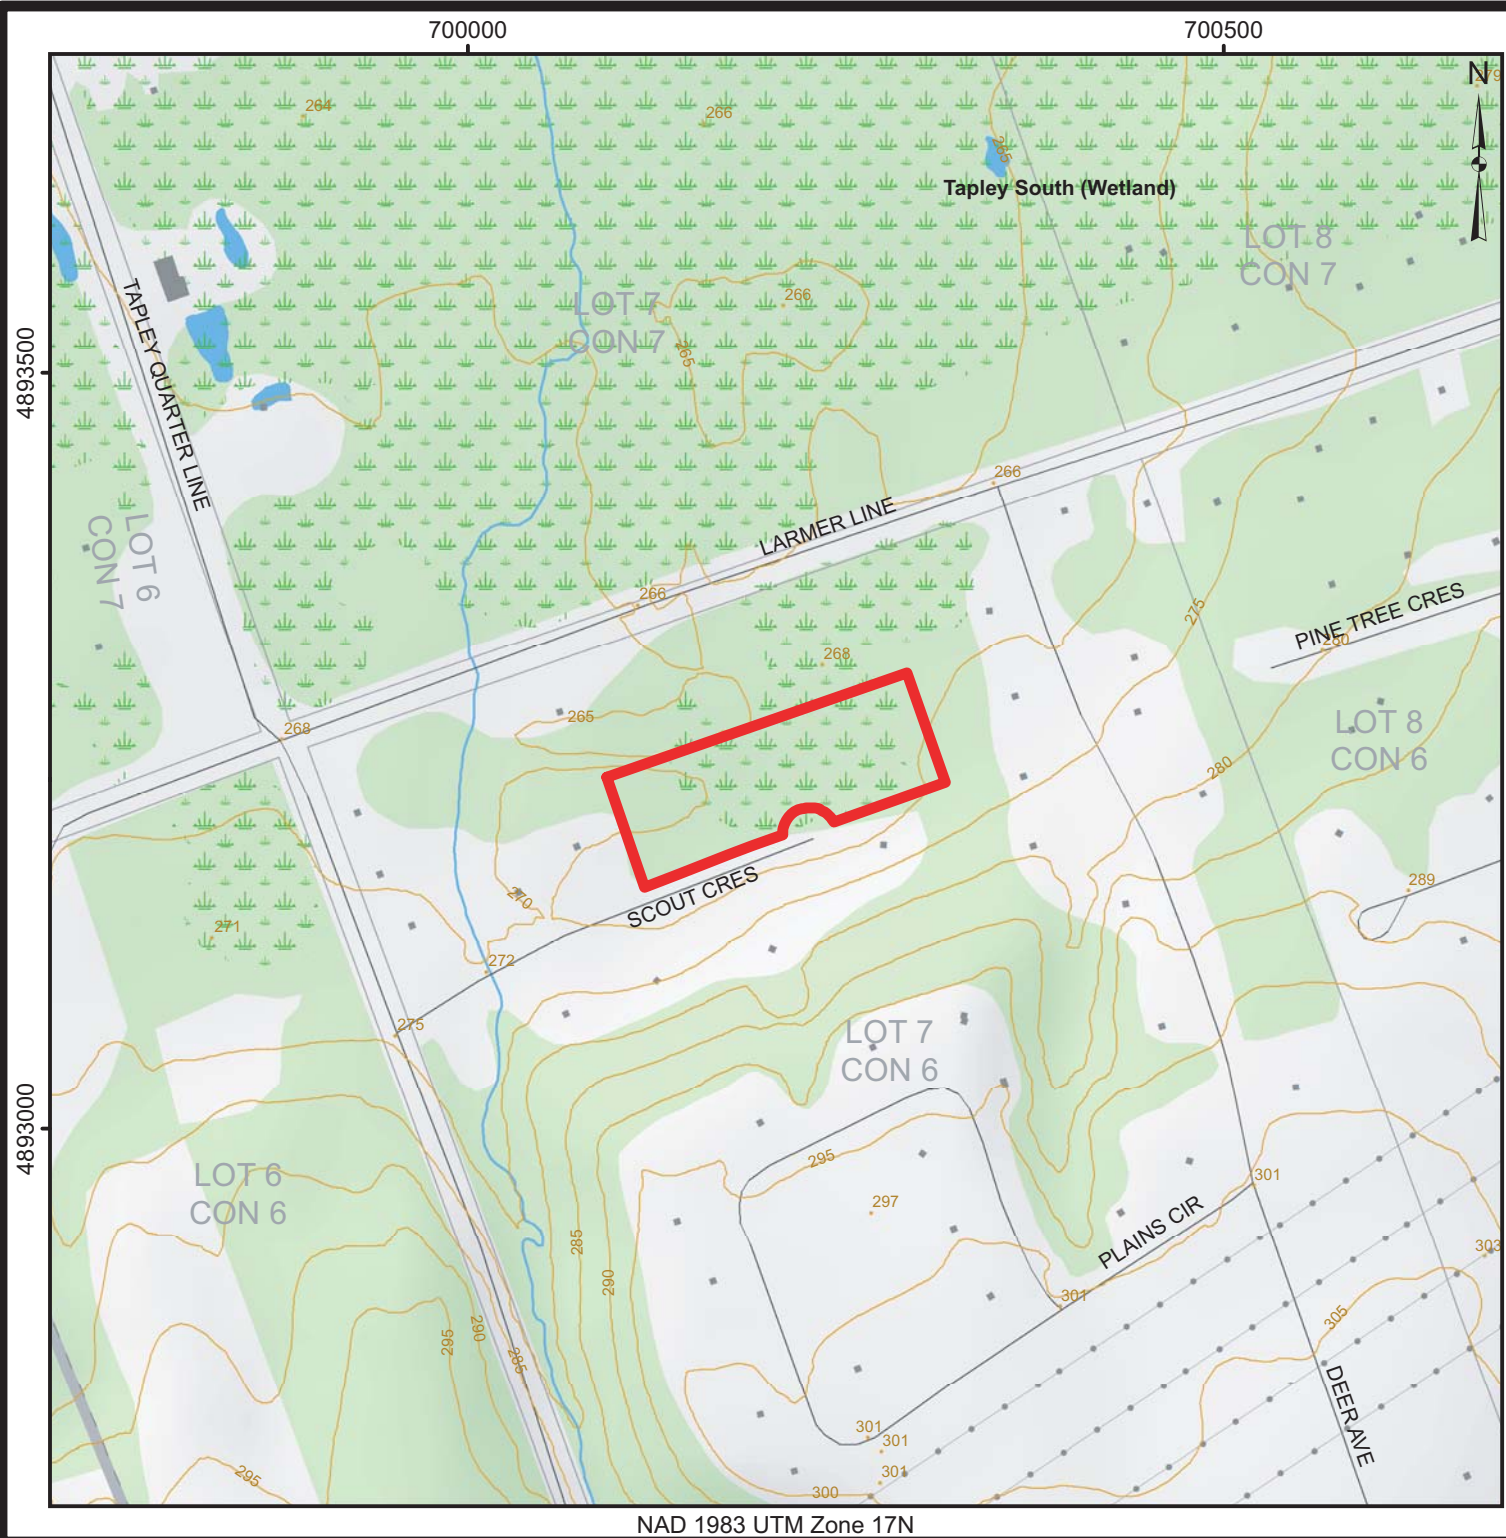 700000
700500
N
279
264
266
265
Tapley South (Wetland)
LOT 8
CON 7
TAPLEY QUARTER LINE
LOT 7
CON 7
266
265
4893500
266
LARMER LINE
LOT 6
CON 7
266
PINE TREE CRES
275
280
268
265
268
LOT 8
CON 6
280
270
SCOUT CRES
289
271
272
275
LOT 7
CON 6
4893000
295
LOT 6
CON 6
297
301
PLAINS CIR
285
290
303
301
305
295
290
285
DEER AVE
301
301
301
295
300
NAD 1983 UTM Zone 17N